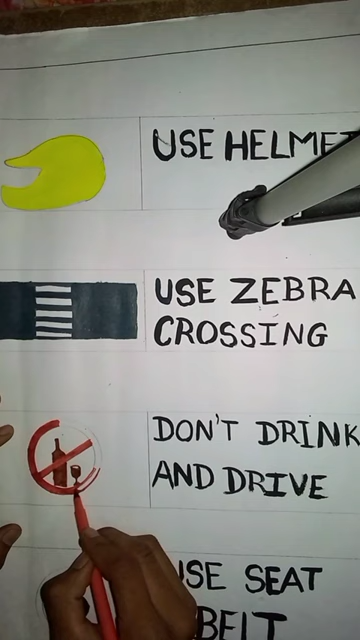 USE HELMET
USE ZEBRA
CROSSING
DON'T DRINK
AND DRIVE
USE SEAT
BELT